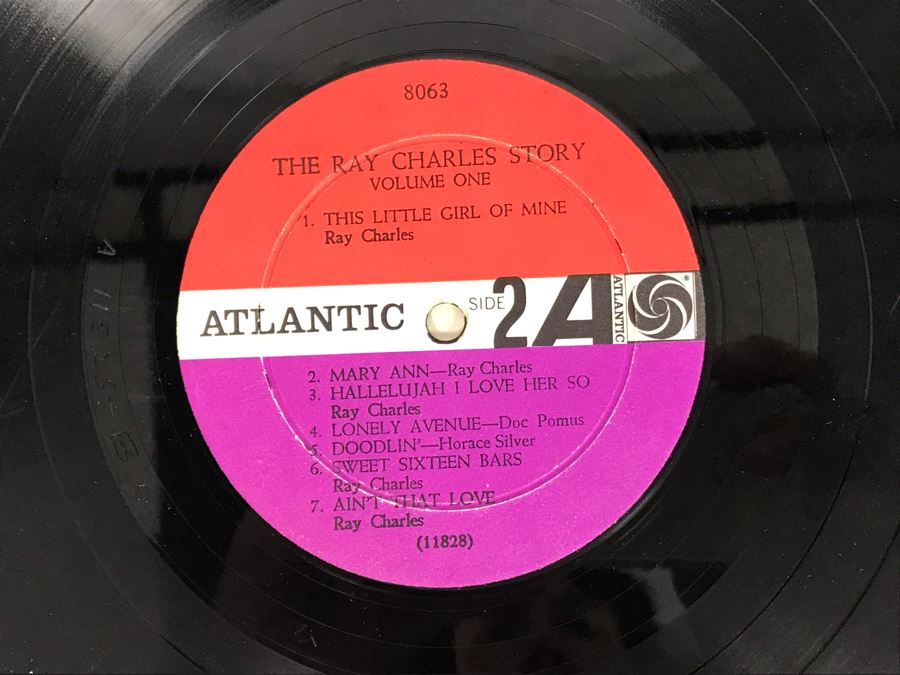 8063
THE RAY CHARLES STORY
VOLUME ONE
1. THIS LITTLE GIRL OF MINE
Ray Charles
ATLANTIC
SIDE 2
A
ATLANTIC
®
2. MARY ANN—Ray Charles
3. HALLELUJAH I LOVE HER SO
Ray Charles
4. LONELY AVENUE—Doc Pomus
5. DOODLIN'—Horace Silver
6. SWEET SIXTEEN BARS
Ray Charles
7. AIN'T THAT LOVE
Ray Charles
(11828)